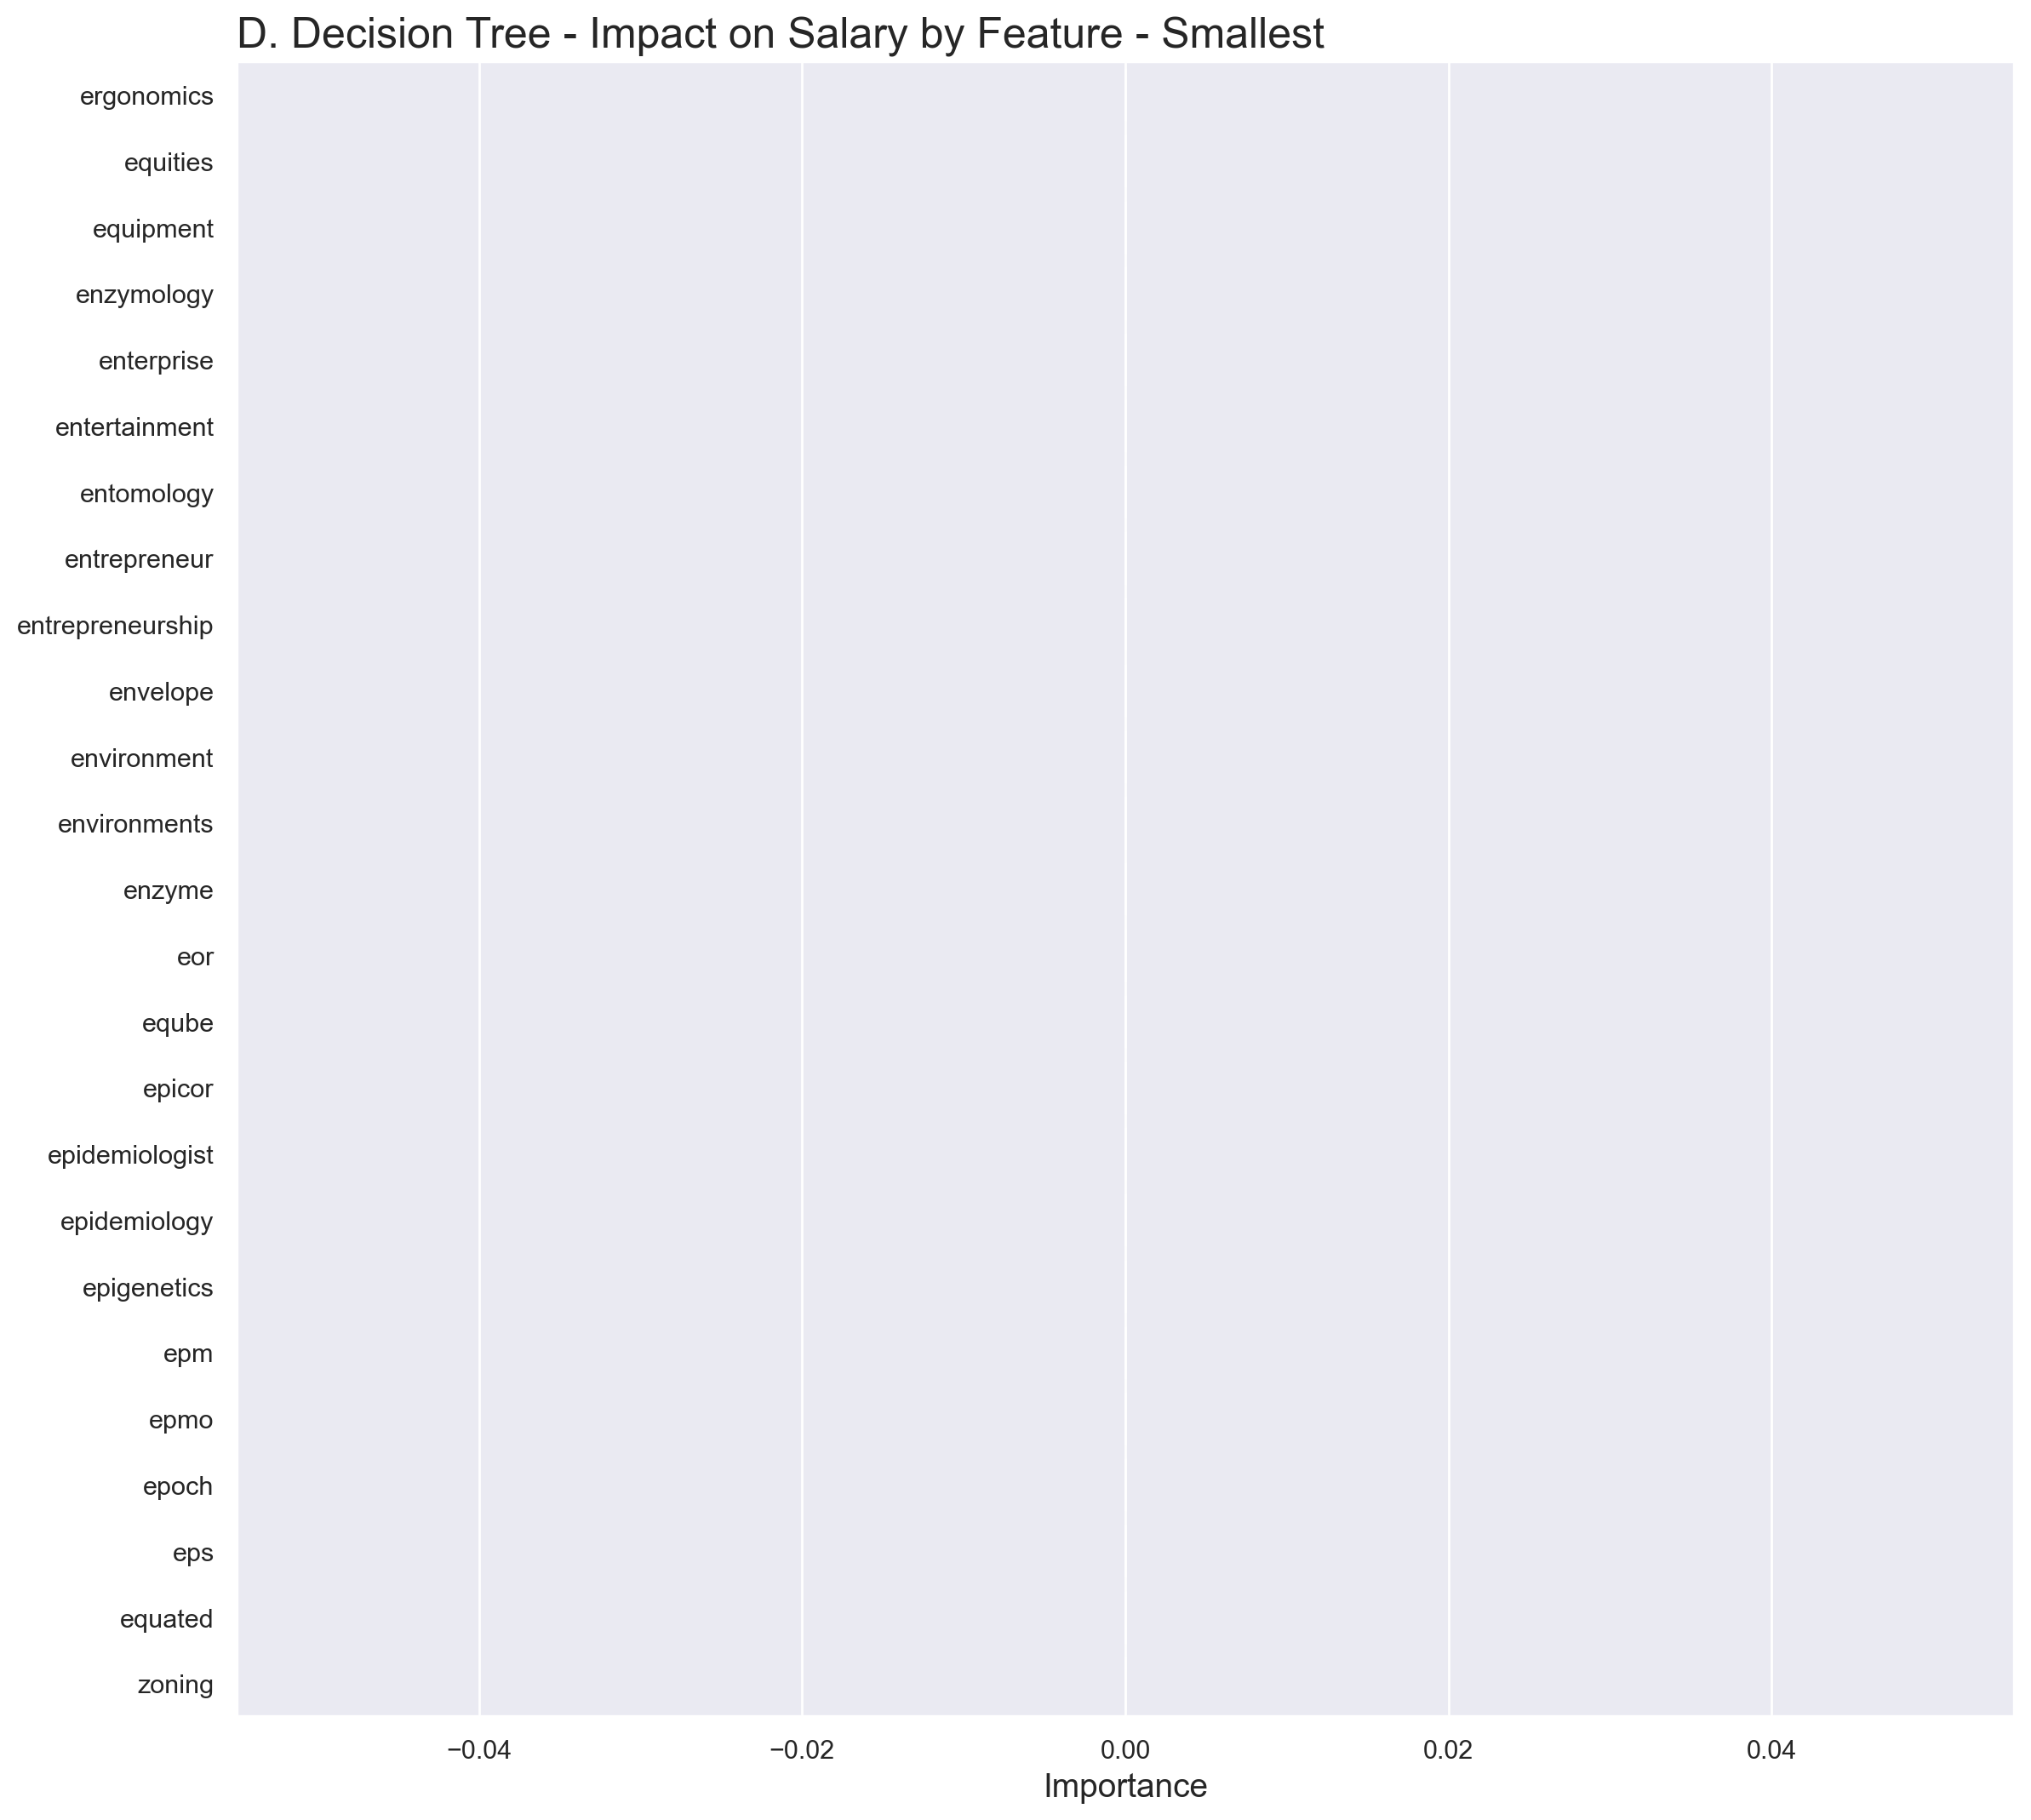 D. Decision Tree - Impact on Salary by Feature - Smallest
ergonomics
equities
equipment
enzymology
enterprise
entertainment
entomology
entrepreneur
entrepreneurship
envelope
environment
environments
enzyme
eor
eqube
epicor
epidemiologist
epidemiology
epigenetics
epm
epmo
epoch
eps
equated
zoning
−0.04 −0.02 0.00 0.02 0.04
Importance